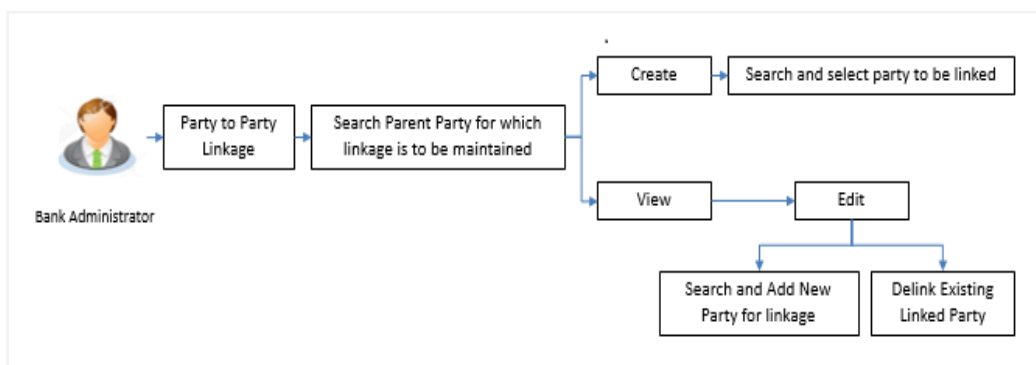 Create
Search and select party to be linked
Party to Party
Linkage
Search Parent Party for which
linkage is to be maintained
Bank Administrator
View
Edit
Search and Add New
Party for linkage
Delink Existing
Linked Party